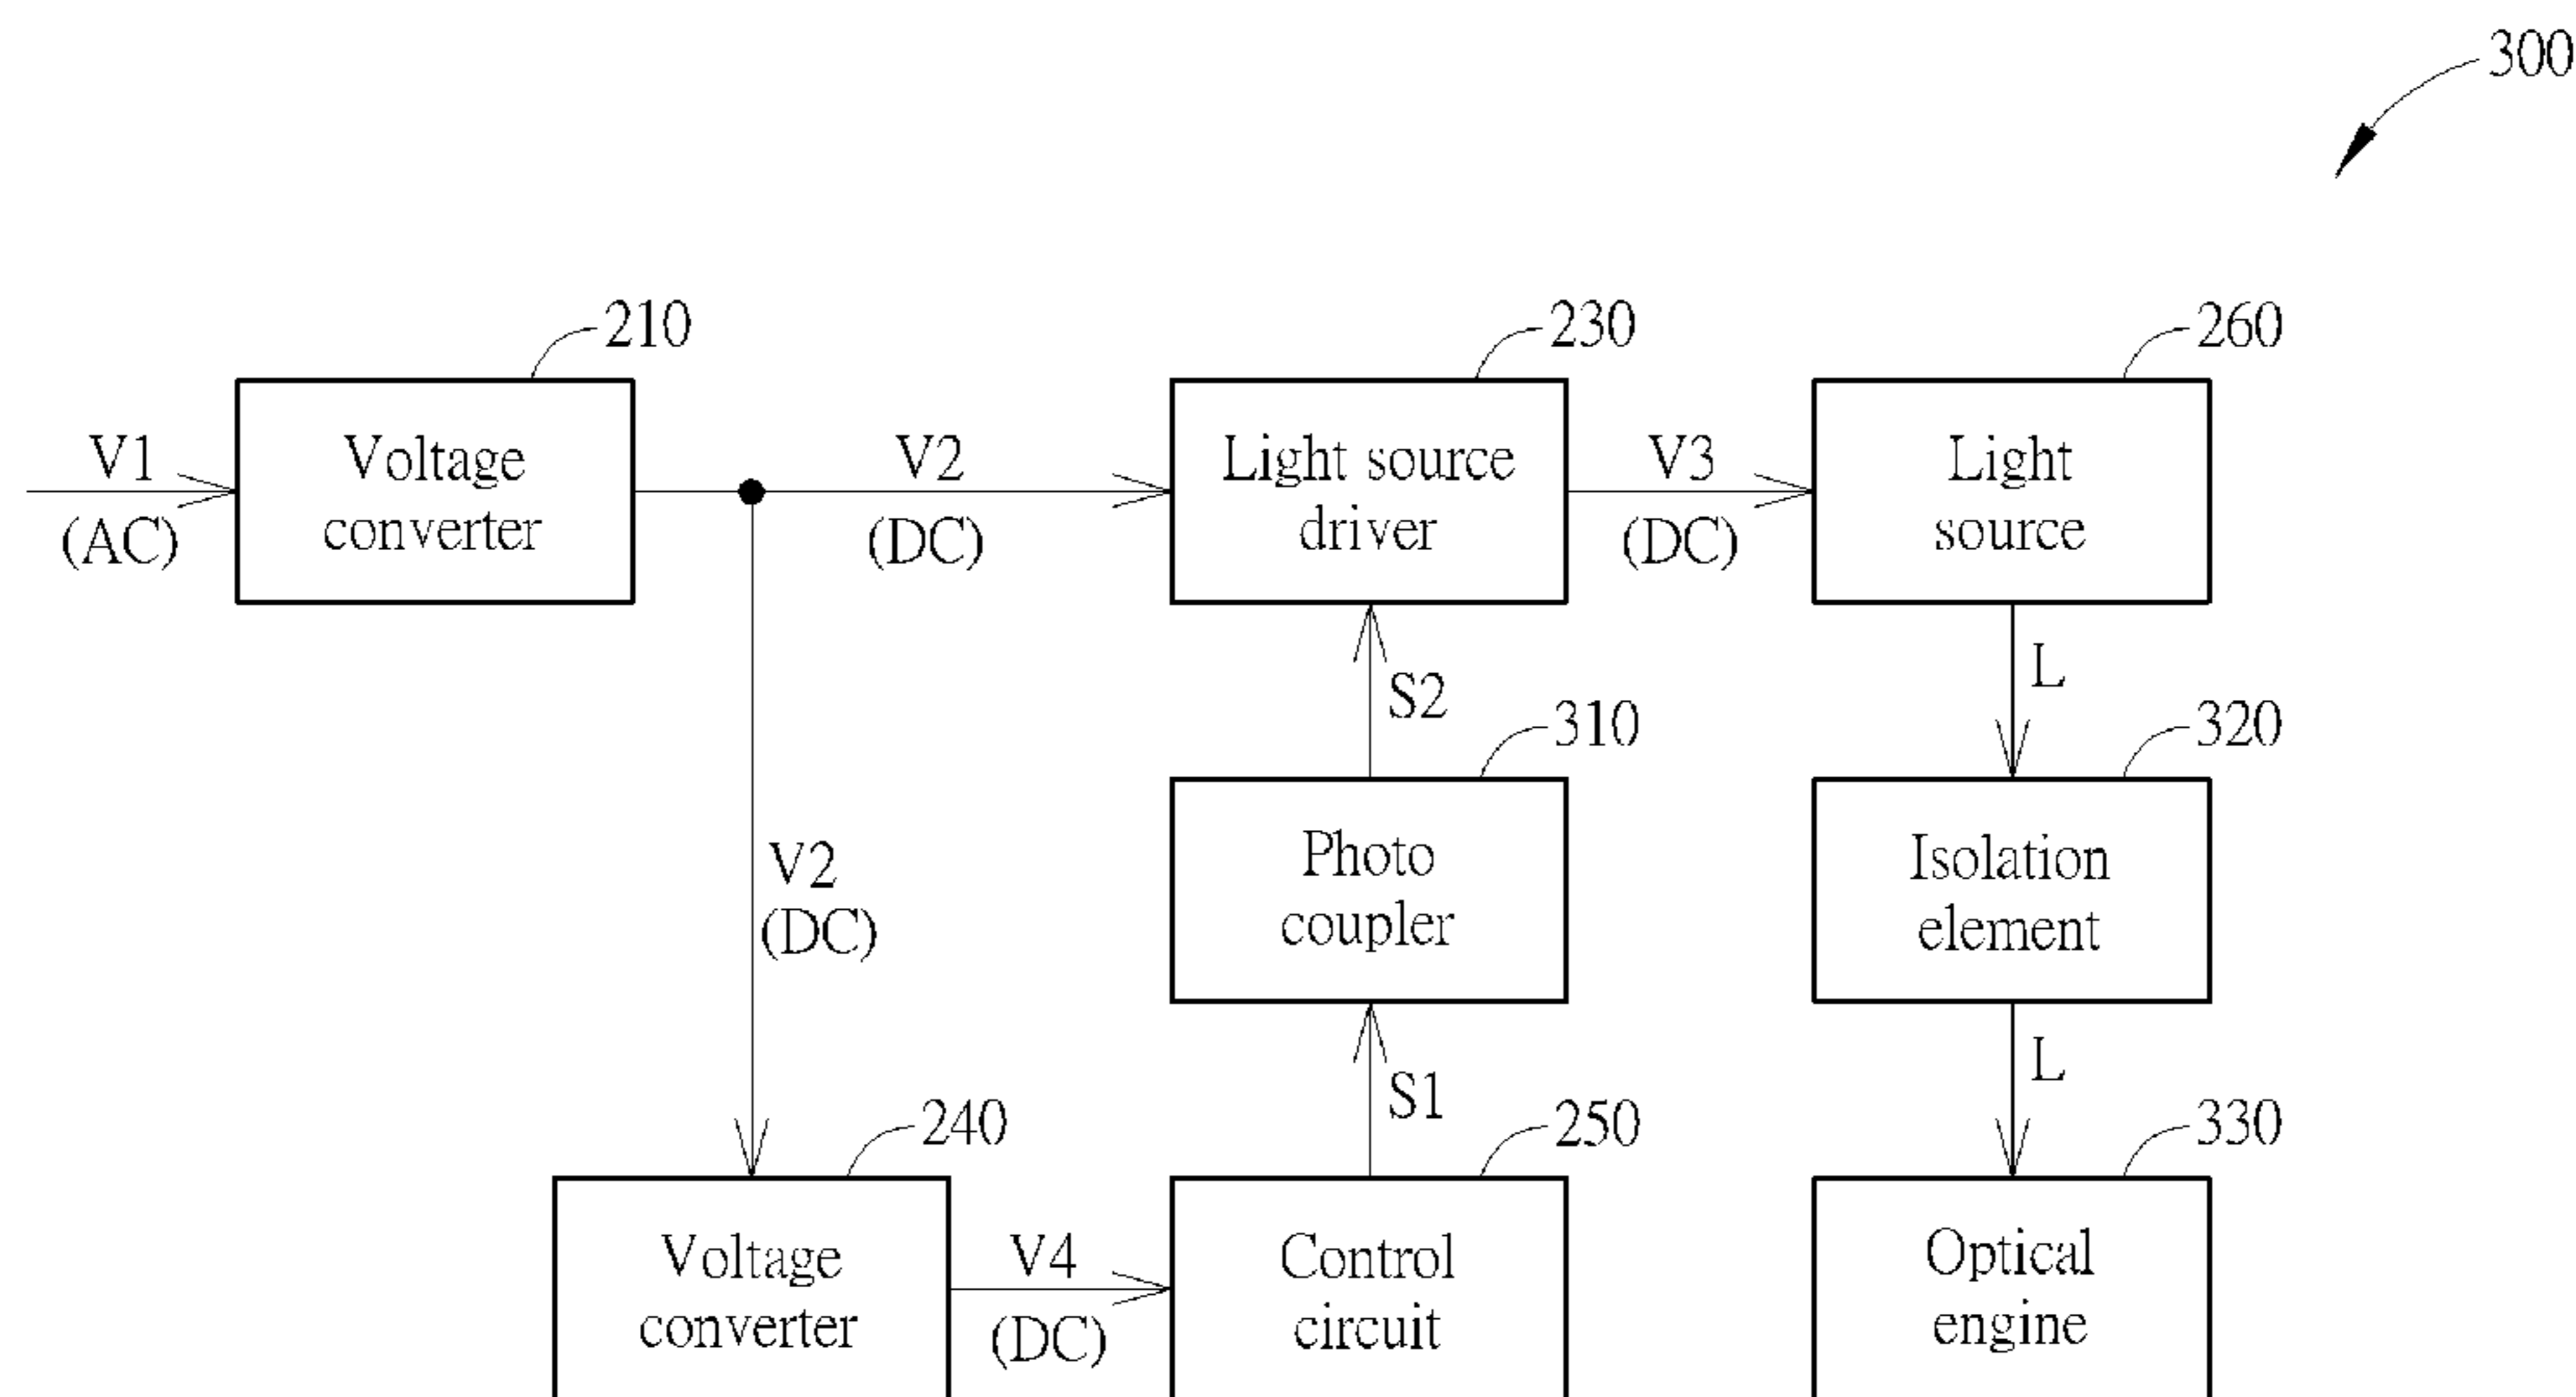 300
210
230
260
V1
(AC)
Voltage
converter
V2
(DC)
Light source
driver
V3
(DC)
Light
source
S2
L
310
320
V2
(DC)
Photo
coupler
Isolation
element
S1
L
240
250
330
Voltage
converter
V4
(DC)
Control
circuit
Optical
engine